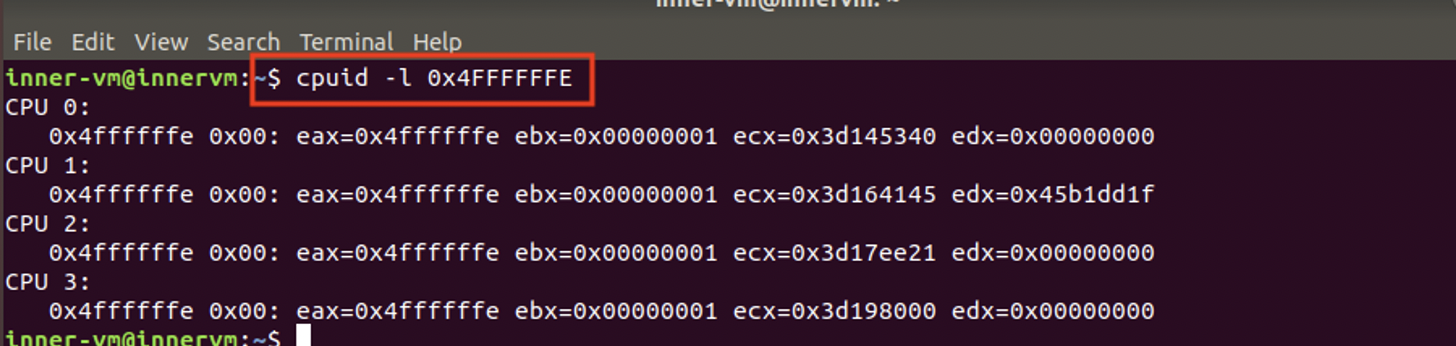 inner-vm@innervm: ~
File Edit View Search Terminal Help
inner-vm@innervm:~$ cpuid -l 0x4FFFFFFE
CPU 0:
0x4ffffffe 0x00: eax=0x4ffffffe ebx=0x00000001 ecx=0x3d145340 edx=0x00000000
CPU 1:
0x4ffffffe 0x00: eax=0x4ffffffe ebx=0x00000001 ecx=0x3d164145 edx=0x45b1dd1f
CPU 2:
0x4ffffffe 0x00: eax=0x4ffffffe ebx=0x00000001 ecx=0x3d17ee21 edx=0x00000000
CPU 3:
0x4ffffffe 0x00: eax=0x4ffffffe ebx=0x00000001 ecx=0x3d198000 edx=0x00000000
inner-vm@innervm:~$